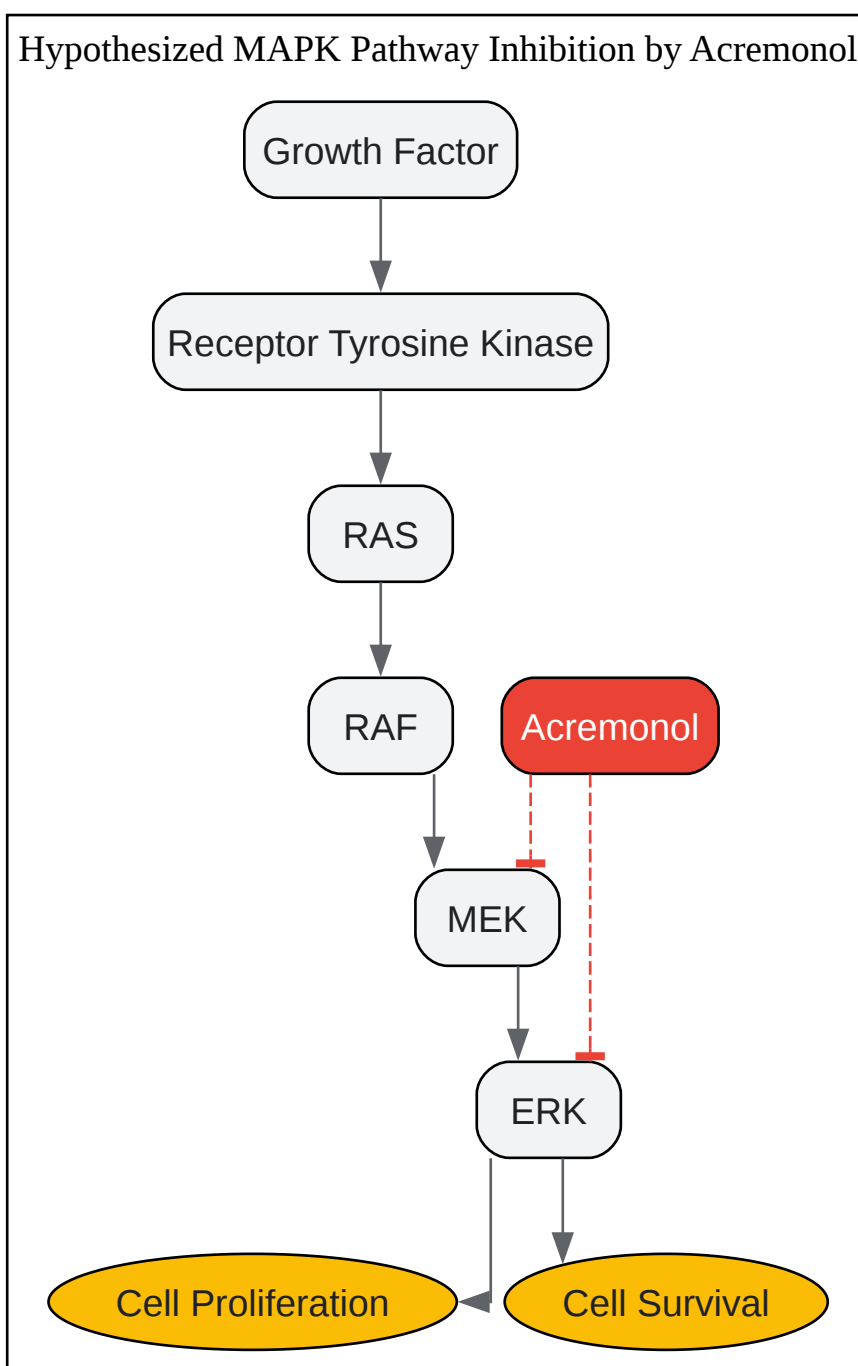 Hypothesized MAPK Pathway Inhibition by Acremonol
Growth Factor
Receptor Tyrosine Kinase
RAS
RAF
Acremonol
MEK
ERK
Cell Proliferation
Cell Survival